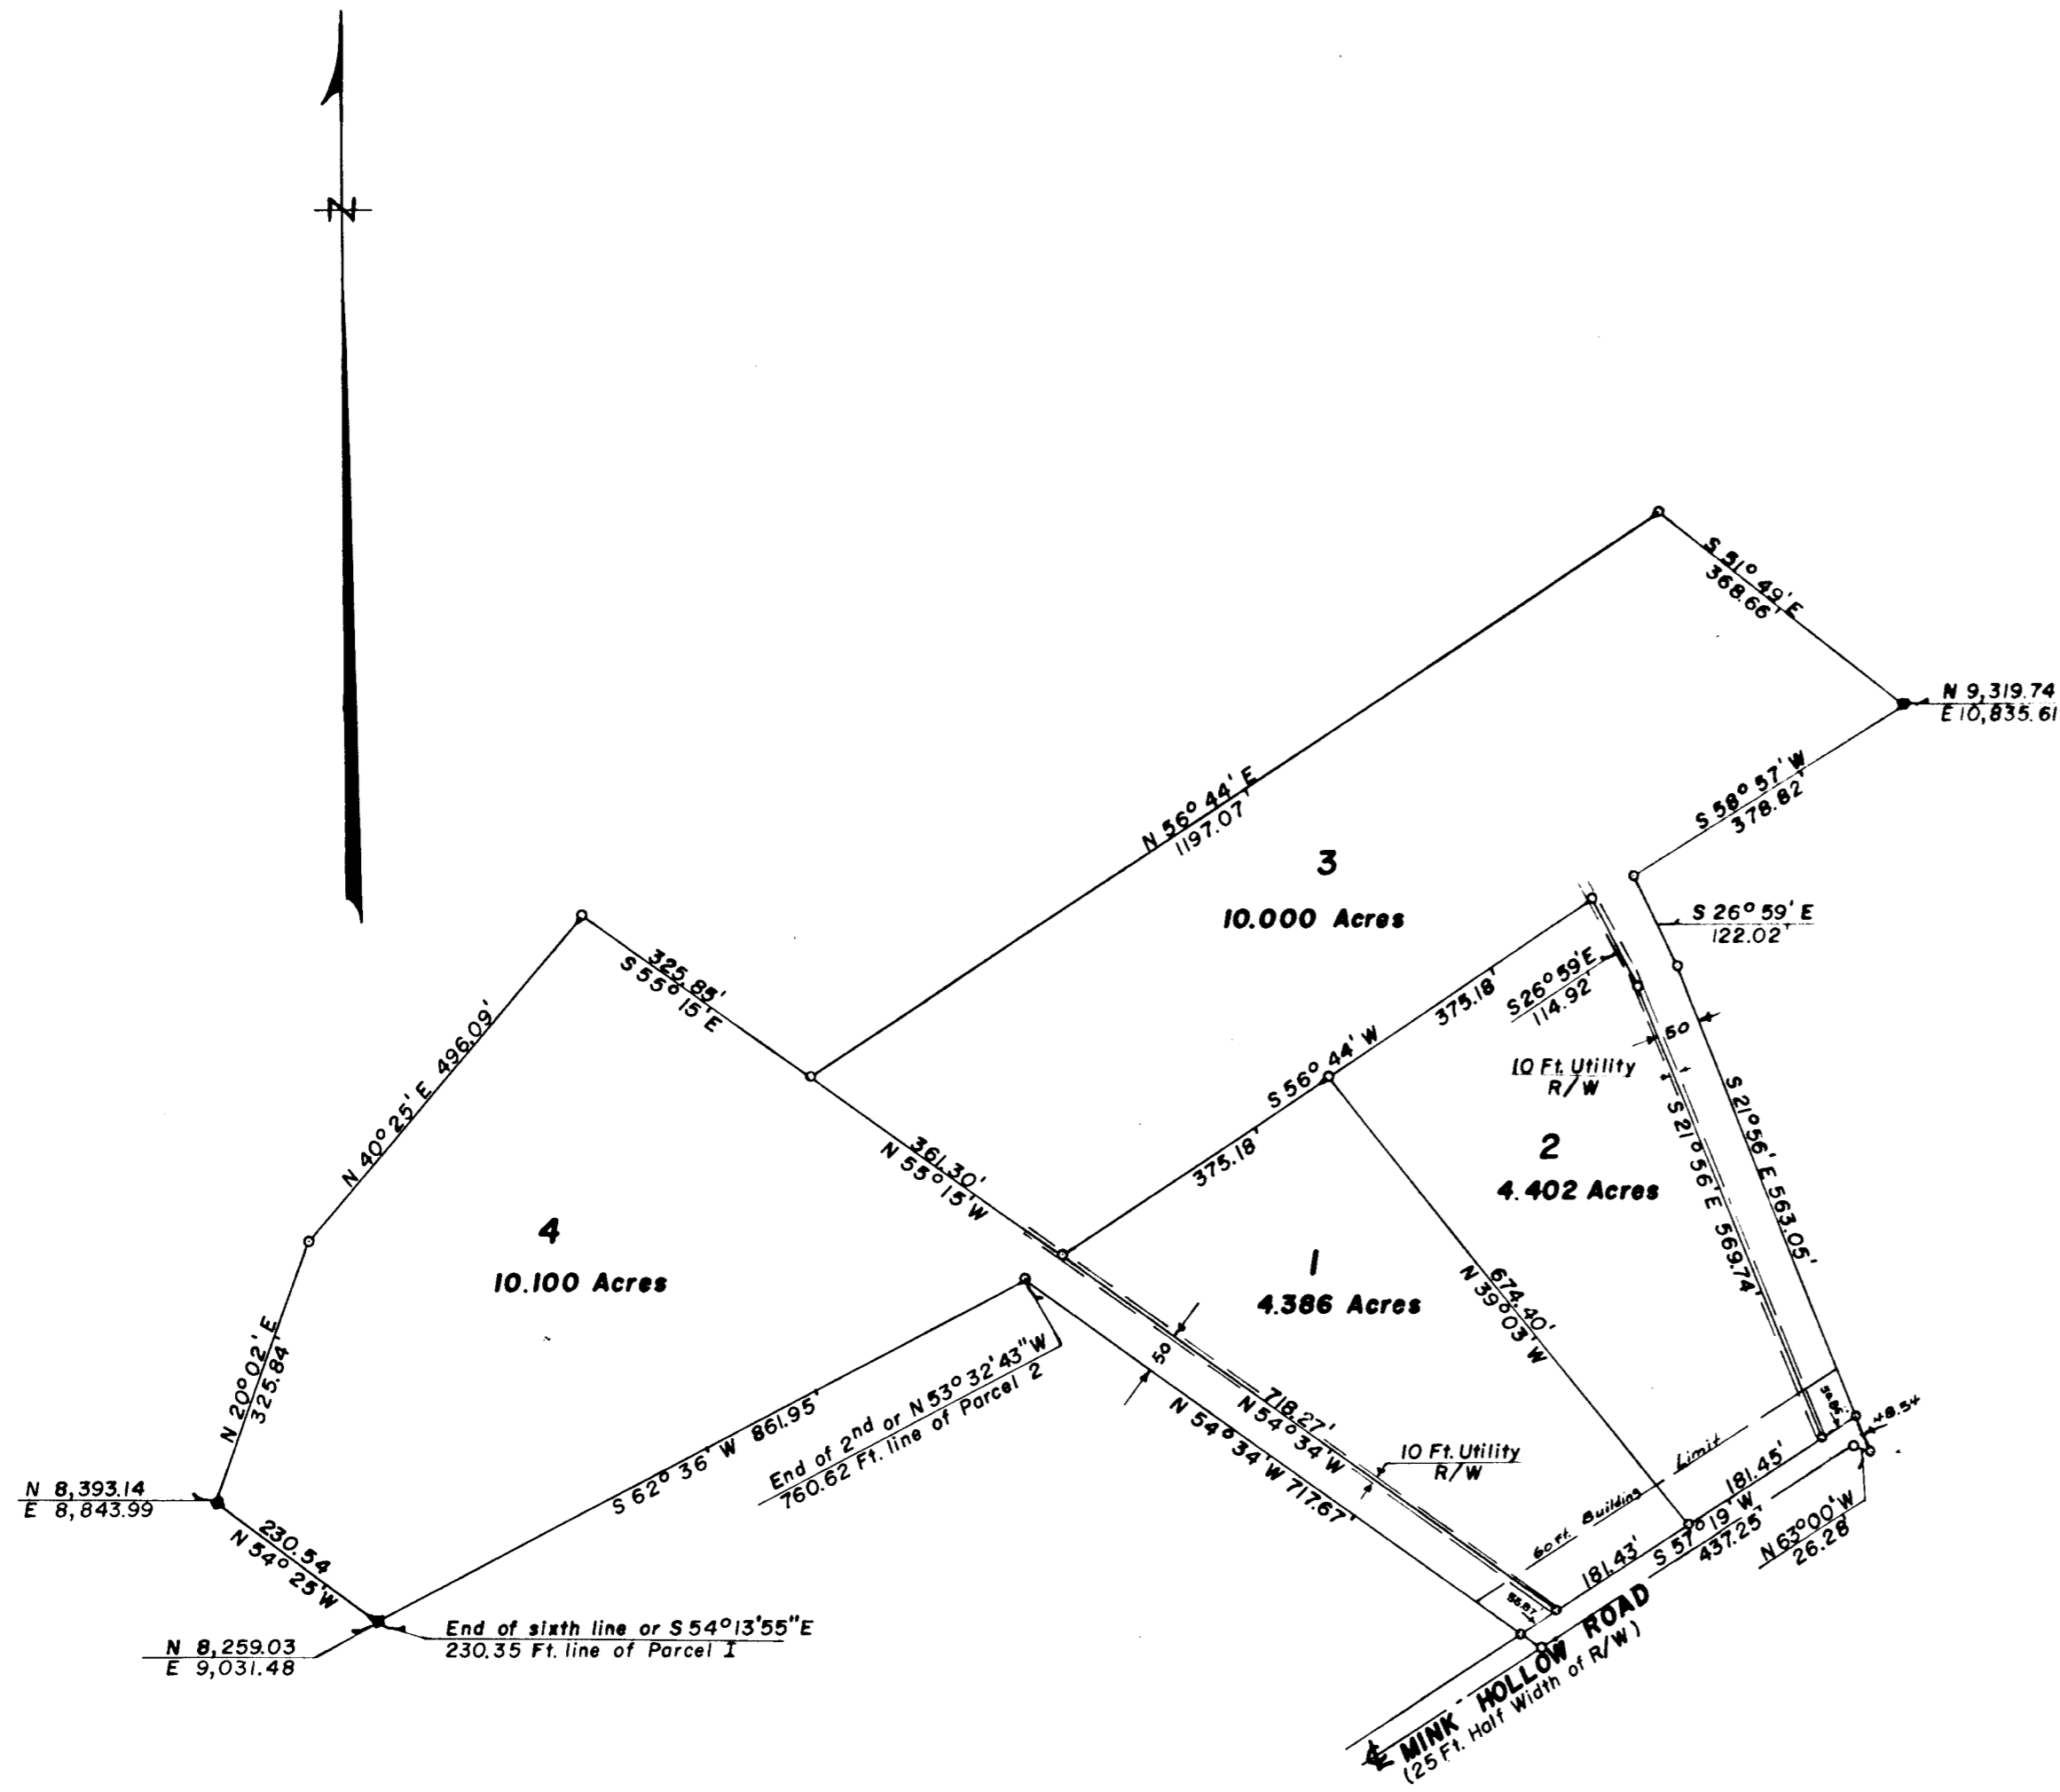 N
S 51° 49' E
368.66'
N 9,319.74
E 10,835.61
S 58° 57' W
378.82'
N 56° 44' E
1197.07'
3
10.000 Acres
S 26° 59' E
122.02'
S 26° 59' E
114.92'
325.85'
S 55° 15' E
375.18'
S 56° 44' W
375.18'
50
10 Ft. Utility
R/W
S 21° 56' E 563.05'
S 21° 56' E 569.74'
N 40° 25' E 496.09'
361.30'
N 55° 15' W
2
4.402 Acres
4
10.100 Acres
1
4.386 Acres
674.40'
N 39° 03' W
N 20° 02' E
325.84'
50
End of 2nd or N 53° 32' 43" W
760.62 Ft. line of Parcel 2
718.27'
N 54° 34' W
N 54° 34' W 717.67'
S 62° 36' W 861.95'
10 Ft. Utility
R/W
48.54
60 Ft. Building Limit
181.45'
181.43'
S 57° 19' W
437.25'
N 63° 00' W
26.28'
N 8,393.14
E 8,843.99
230.54
N 54° 25' W
End of sixth line or S 54° 13' 55" E
230.35 Ft. line of Parcel I
N 8,259.03
E 9,031.48
℄ MINK HOLLOW ROAD
(25 Ft. Half Width of R/W)